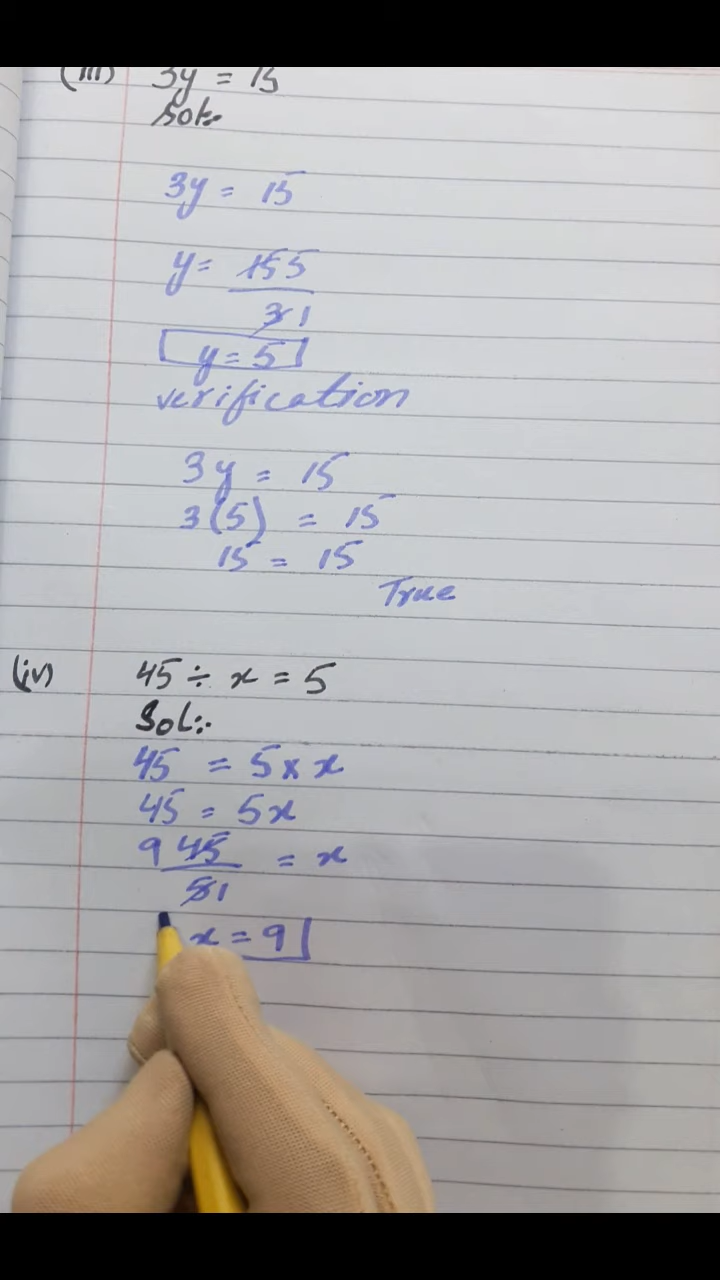 (iii) 3y = 15
Sol:-
3y = 15
y = 15 5
3 1
y = 5
verification
3y = 15
3(5) = 15
15 = 15
True
(iv) 45 ÷ x = 5
Sol:-
45 = 5 × x
45 = 5x
9 45 = x
5 1
x = 9